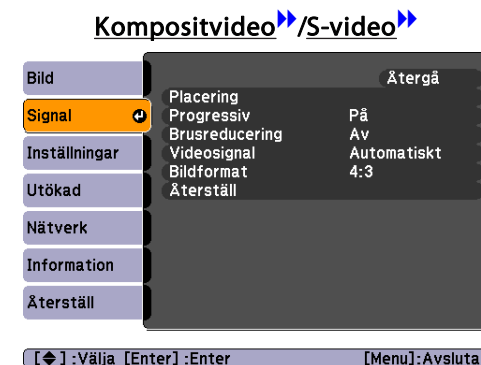 Kompositvideo/S-video
Bild
Signal
Inställningar
Utökad
Nätverk
Information
Återställ
Återgå
Placering
Progressiv På
Brusreducering Av
Videosignal Automatiskt
Bildformat 4:3
Återställ
[◆] :Välja [Enter] :Enter [Menu]:Avsluta